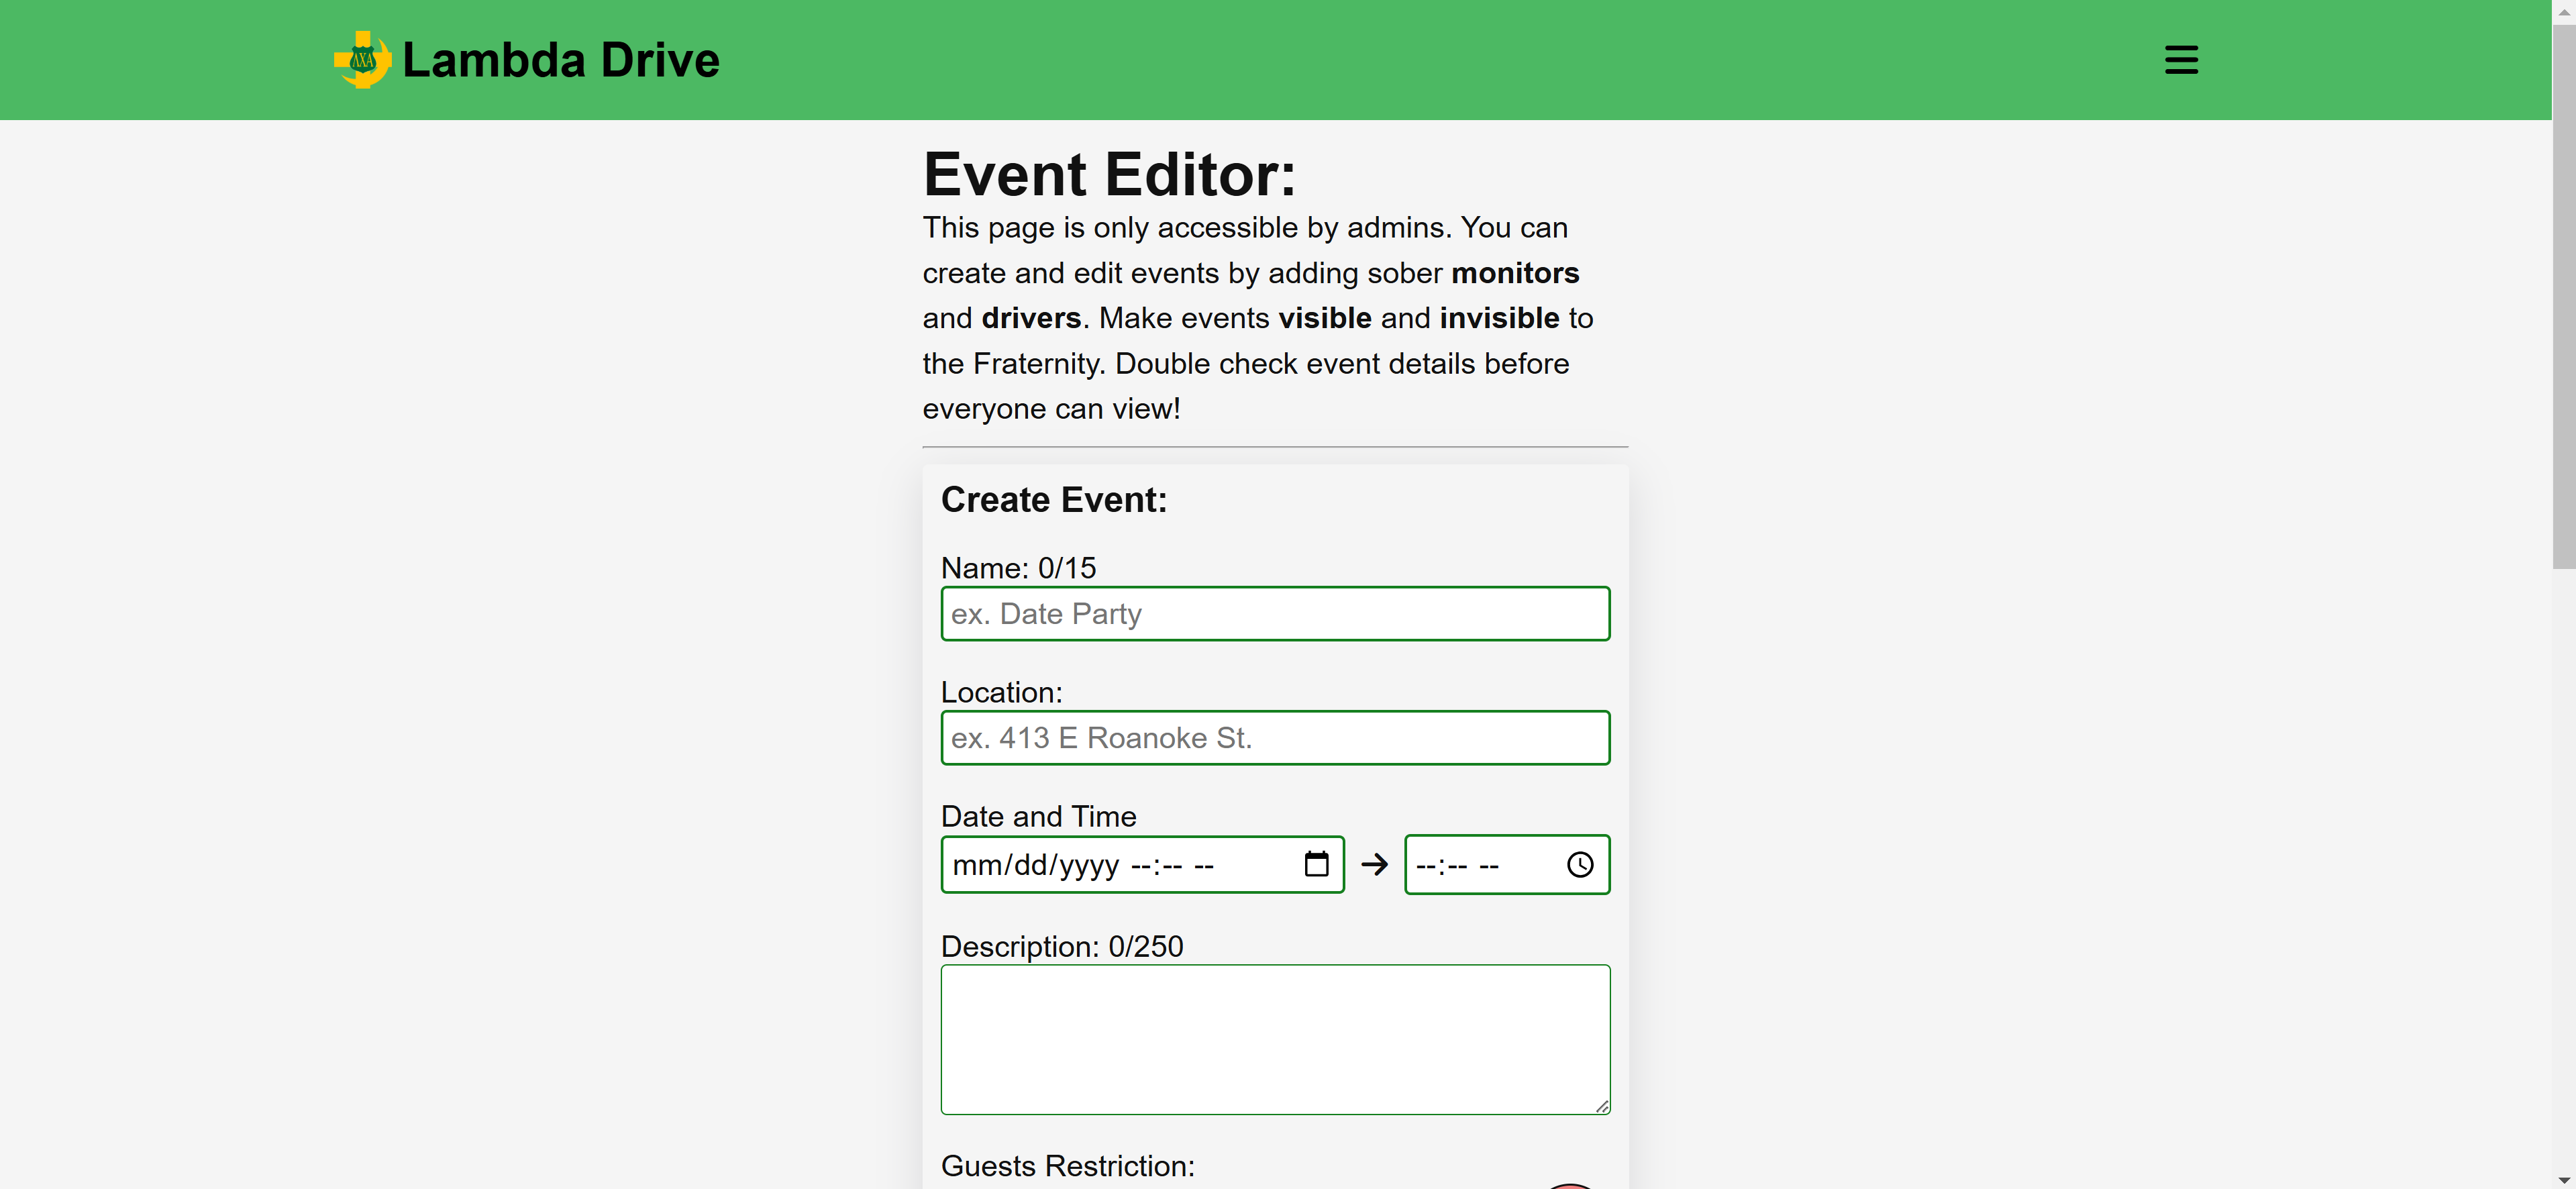 ΛΧΑ Lambda Drive
Event Editor:
This page is only accessible by admins. You can
create and edit events by adding sober monitors
and drivers. Make events visible and invisible to
the Fraternity. Double check event details before
everyone can view!
Create Event:
Name: 0/15
ex. Date Party
Location:
ex. 413 E Roanoke St.
Date and Time
mm/dd/yyyy --:-- -- → --:-- --
Description: 0/250
Guests Restriction: